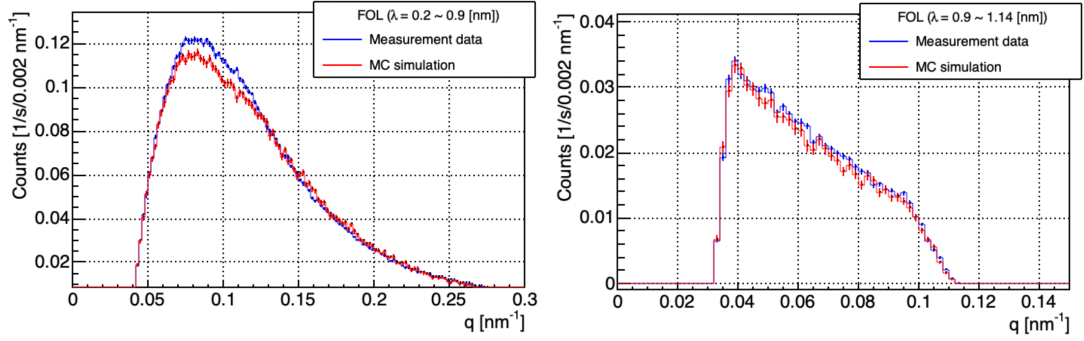 FOL (λ = 0.2 ~ 0.9 [nm])
Measurement data
MC simulation
Counts [1/s/0.002 nm⁻¹]
0.12
0.1
0.08
0.06
0.04
0.02
0 0.05 0.1 0.15 0.2 0.25 0.3
q [nm⁻¹]
FOL (λ = 0.9 ~ 1.14 [nm])
Measurement data
MC simulation
Counts [1/s/0.002 nm⁻¹]
0.04
0.03
0.02
0.01
0
0 0.02 0.04 0.06 0.08 0.1 0.12 0.14
q [nm⁻¹]